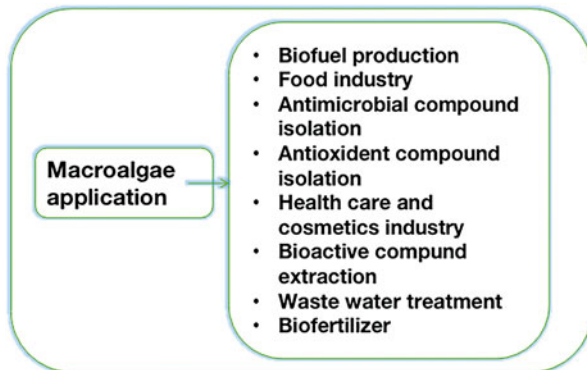 Macroalgae
application
• Biofuel production
• Food industry
• Antimicrobial compound
isolation
• Antioxident compound
isolation
• Health care and
cosmetics industry
• Bioactive compund
extraction
• Waste water treatment
• Biofertilizer